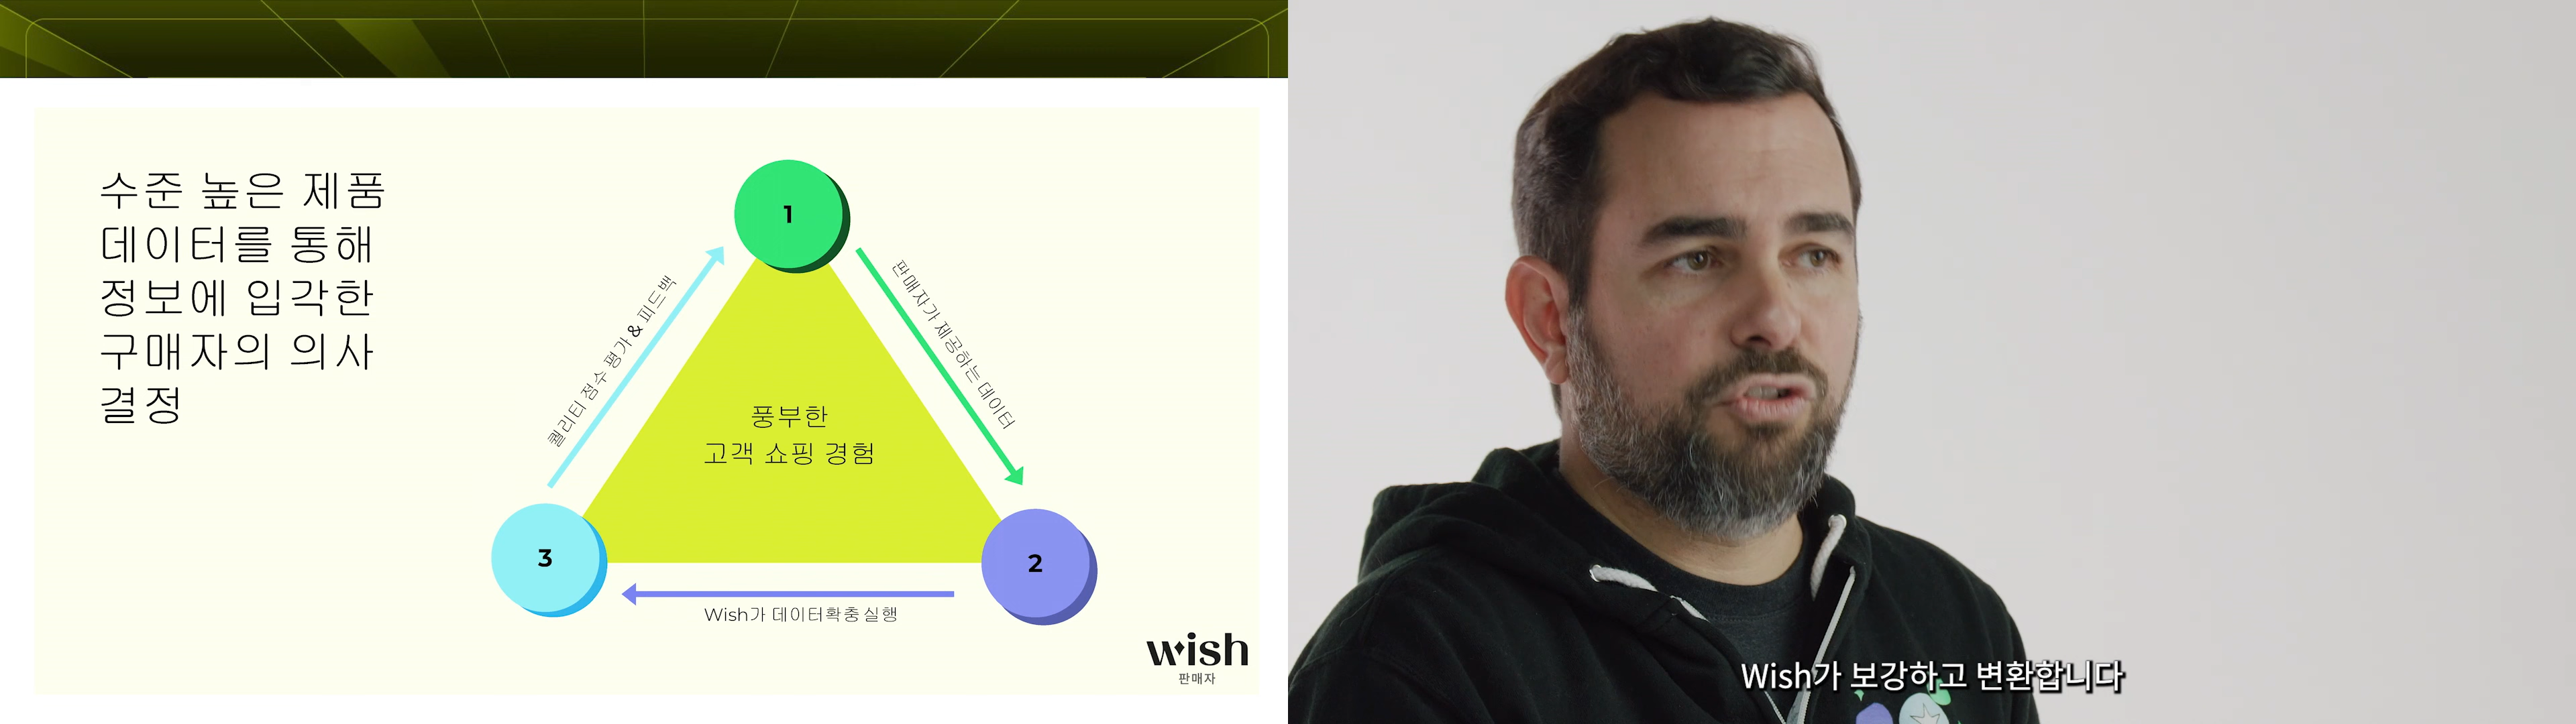 수준 높은 제품
데이터를 통해
정보에 입각한
구매자의 의사
결정
1
퀄리티 점수 평가 & 피드백
판매자가 제공하는 데이터
풍부한
고객 쇼핑 경험
3
2
Wish가 데이터확충실행
wish
판매자
Wish가 보강하고 변환합니다